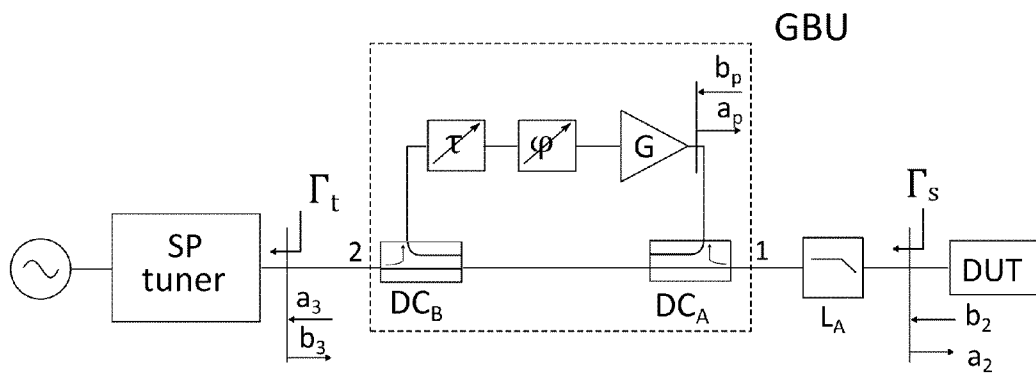 GBU
b_p
a_p
τ
φ
G
Γ_t
Γ_s
SP
tuner
2
1
DUT
DC_B
DC_A
L_A
a_3
b_3
b_2
a_2